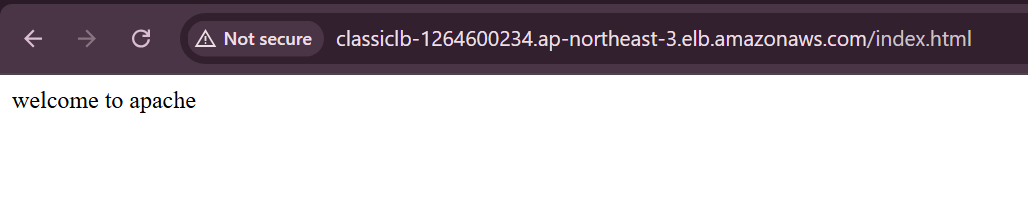 Not secure classiclb-1264600234.ap-northeast-3.elb.amazonaws.com/index.html
welcome to apache